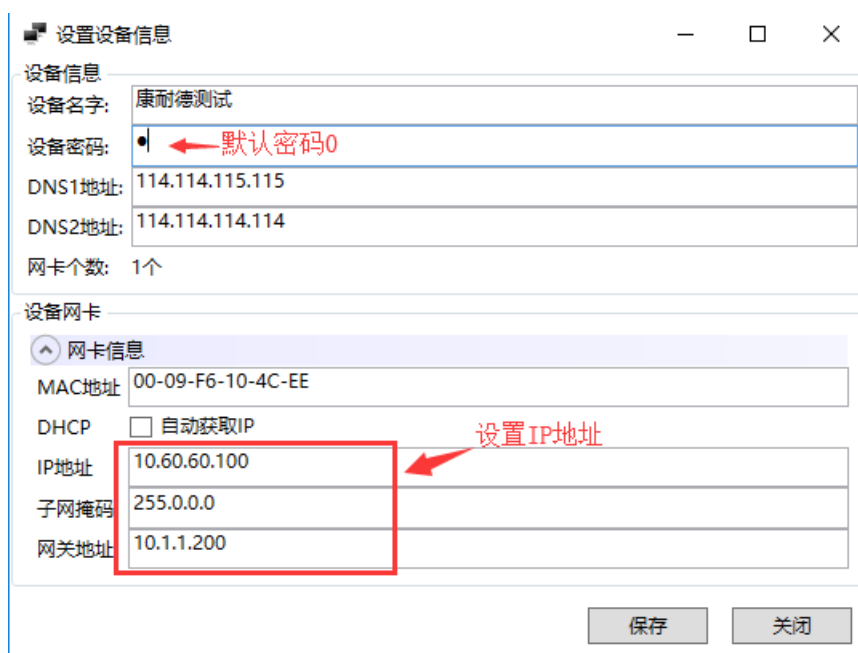 设置设备信息
设备信息
设备名字: 康耐德测试
设备密码: ● 默认密码0
DNS1地址: 114.114.115.115
DNS2地址: 114.114.114.114
网卡个数: 1个
设备网卡
网卡信息
MAC地址 00-09-F6-10-4C-EE
DHCP 自动获取IP
设置IP地址
IP地址 10.60.60.100
子网掩码 255.0.0.0
网关地址 10.1.1.200
保存 关闭